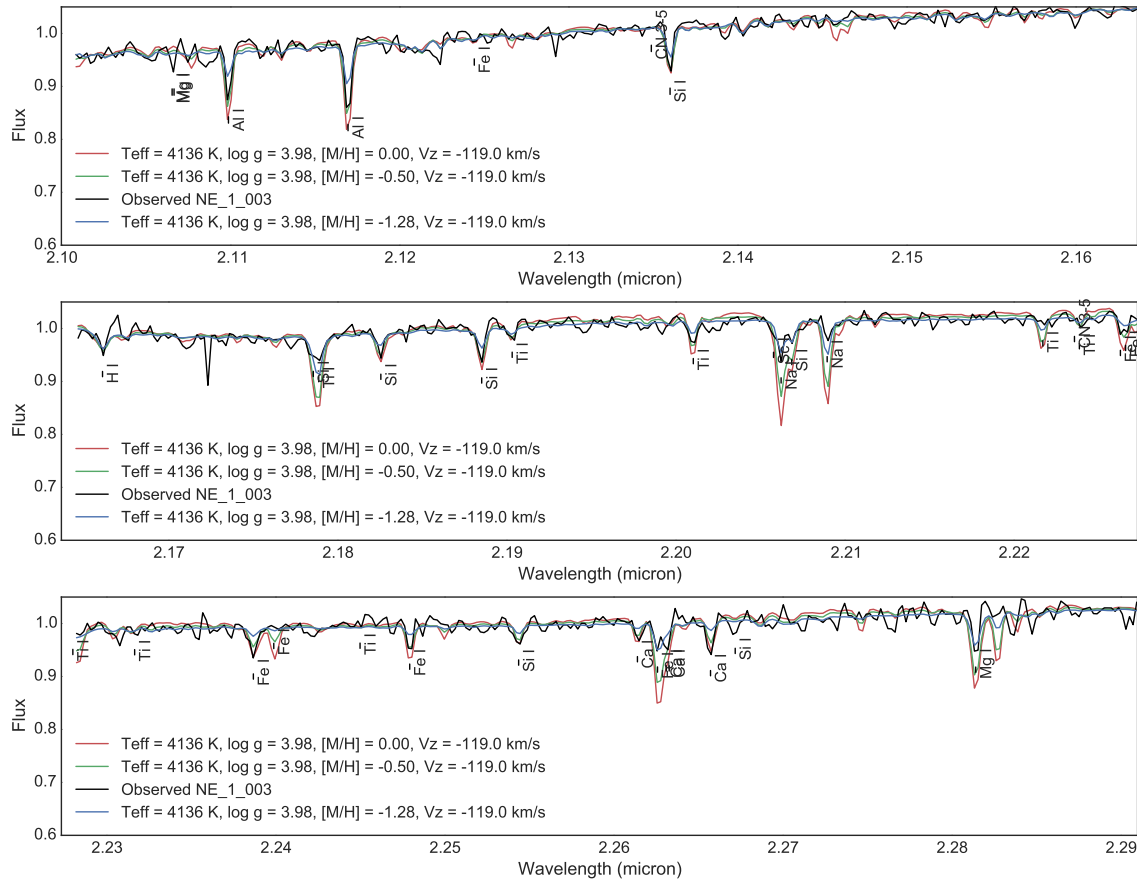 1.0
0.9
0.8
0.7
0.6
Flux
Mg I
Al I
Al I
Fe I
CN 3-5
Si I
Teff = 4136 K, log g = 3.98, [M/H] = 0.00, Vz = -119.0 km/s
Teff = 4136 K, log g = 3.98, [M/H] = -0.50, Vz = -119.0 km/s
Observed NE_1_003
Teff = 4136 K, log g = 3.98, [M/H] = -1.28, Vz = -119.0 km/s
2.10 2.11 2.12 2.13 2.14 2.15 2.16
Wavelength (micron)
1.0
0.9
0.8
0.7
0.6
Flux
H I
Si I
Si I
Ti I
Ti I
Si I
Na I
Ti I
Teff = 4136 K, log g = 3.98, [M/H] = 0.00, Vz = -119.0 km/s
Teff = 4136 K, log g = 3.98, [M/H] = -0.50, Vz = -119.0 km/s
Observed NE_1_003
Teff = 4136 K, log g = 3.98, [M/H] = -1.28, Vz = -119.0 km/s
2.17 2.18 2.19 2.20 2.21 2.22
Wavelength (micron)
1.0
0.9
0.8
0.7
0.6
Flux
Ti I
Ti I
Fe I
Fe I
Ti I
Fe I
Si I
Ca I
Ca I
Ca I
Si I
Mg I
Teff = 4136 K, log g = 3.98, [M/H] = 0.00, Vz = -119.0 km/s
Teff = 4136 K, log g = 3.98, [M/H] = -0.50, Vz = -119.0 km/s
Observed NE_1_003
Teff = 4136 K, log g = 3.98, [M/H] = -1.28, Vz = -119.0 km/s
2.23 2.24 2.25 2.26 2.27 2.28 2.29
Wavelength (micron)